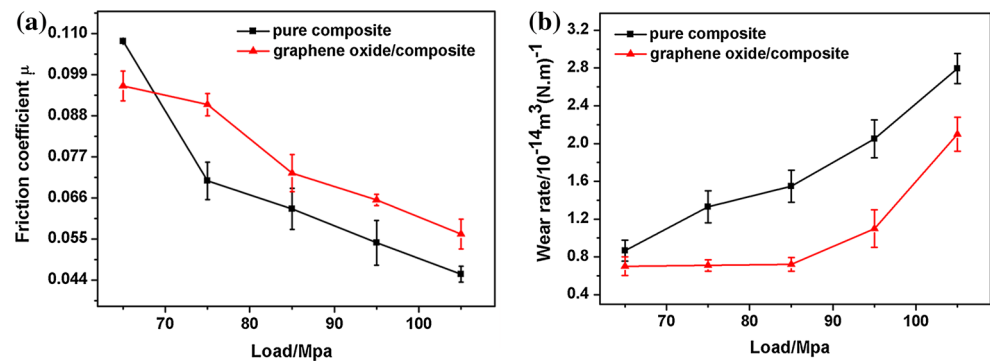 (a)
pure composite
graphene oxide/composite
Friction coefficient μ
0.110
0.099
0.088
0.077
0.066
0.055
0.044
70 80 90 100
Load/Mpa
(b)
pure composite
graphene oxide/composite
Wear rate/10⁻¹⁴m³(N.m)⁻¹
2.8
2.4
2.0
1.6
1.2
0.8
0.4
70 80 90 100
Load/Mpa